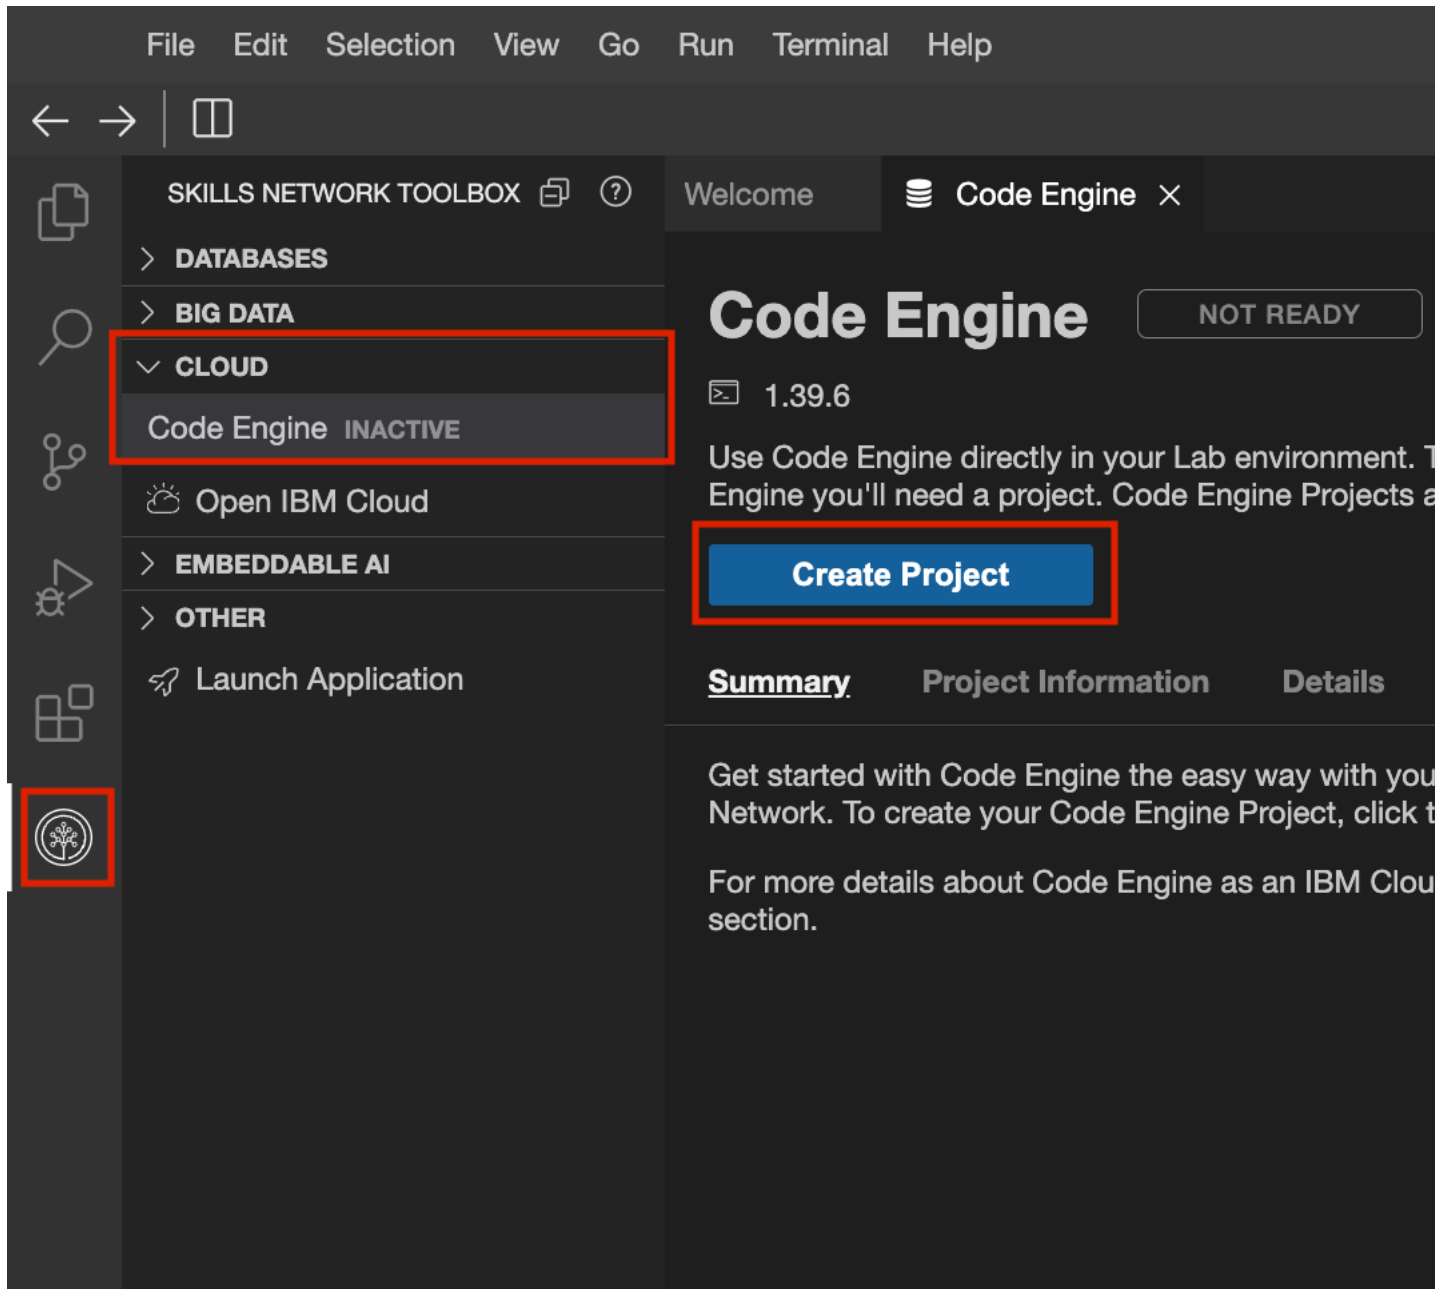 File Edit Selection View Go Run Terminal Help
SKILLS NETWORK TOOLBOX
DATABASES
BIG DATA
CLOUD
Code Engine INACTIVE
Open IBM Cloud
EMBEDDABLE AI
OTHER
Launch Application
Welcome Code Engine
Code Engine NOT READY
1.39.6
Use Code Engine directly in your Lab environment.
Engine you'll need a project. Code Engine Projects
Create Project
Summary Project Information Details
Get started with Code Engine the easy way with
Network. To create your Code Engine Project, click
For more details about Code Engine as an IBM
section.